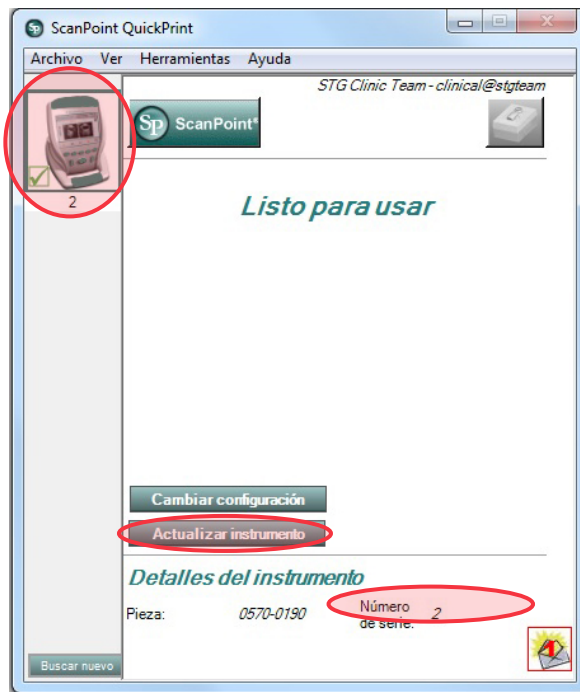 ScanPoint QuickPrint
Archivo Ver Herramientas Ayuda
STG Clinic Team - clinical@stgteam
Sp ScanPoint®
2
Listo para usar
Cambiar configuración
Actualizar instrumento
Detalles del instrumento
Pieza: 0570-0190 Número de serie: 2
Buscar nuevo